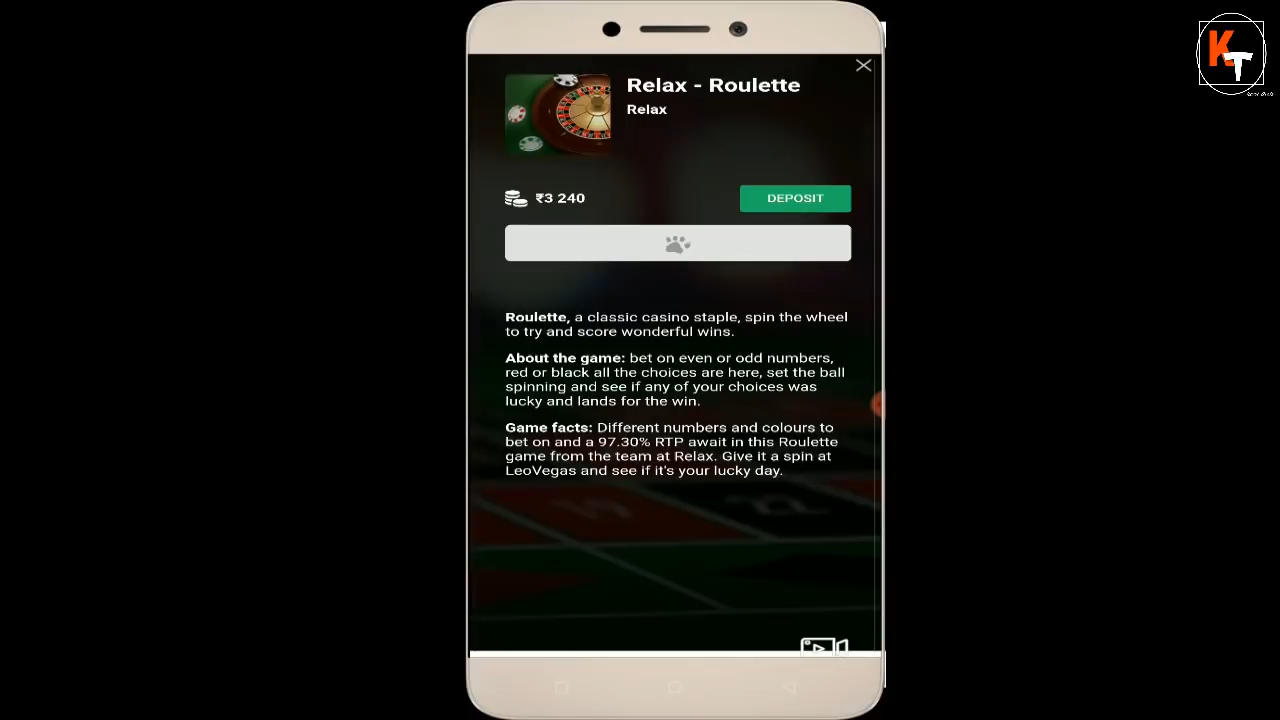 KT
Relax - Roulette
Relax
₹3 240
DEPOSIT
Roulette, a classic casino staple, spin the wheel
to try and score wonderful wins.
About the game: bet on even or odd numbers,
red or black all the choices are here, set the ball
spinning and see if any of your choices was
lucky and lands for the win.
Game facts: Different numbers and colours to
bet on and a 97.30% RTP await in this Roulette
game from the team at Relax. Give it a spin at
LeoVegas and see if it's your lucky day.
19
22